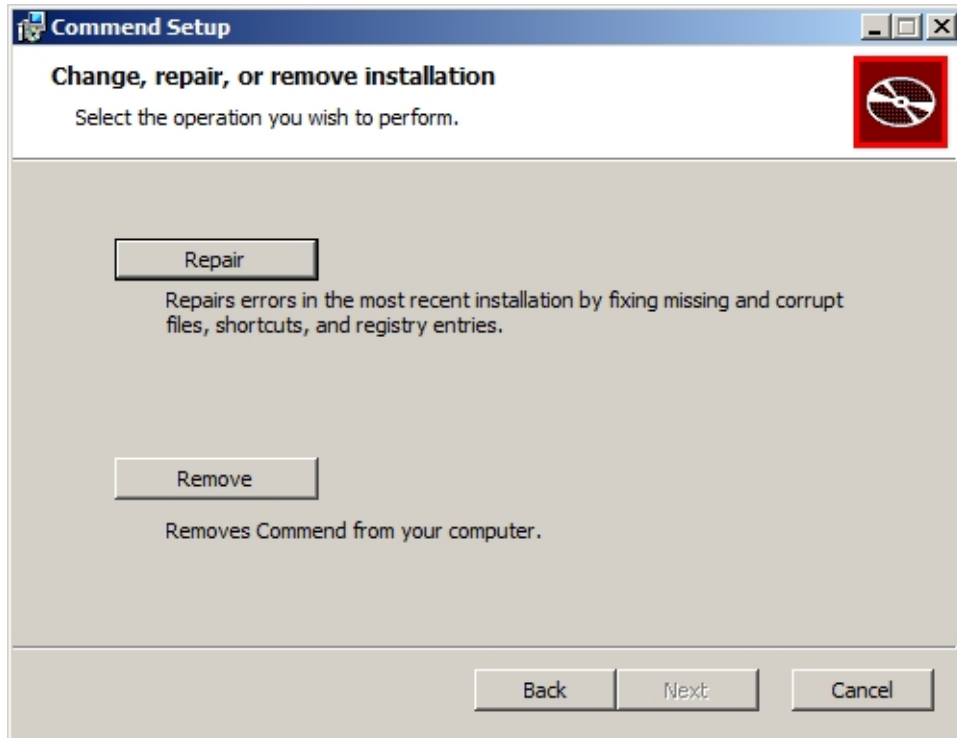 Commend Setup
Change, repair, or remove installation
Select the operation you wish to perform.
Repair
Repairs errors in the most recent installation by fixing missing and corrupt
files, shortcuts, and registry entries.
Remove
Removes Commend from your computer.
Back Next Cancel